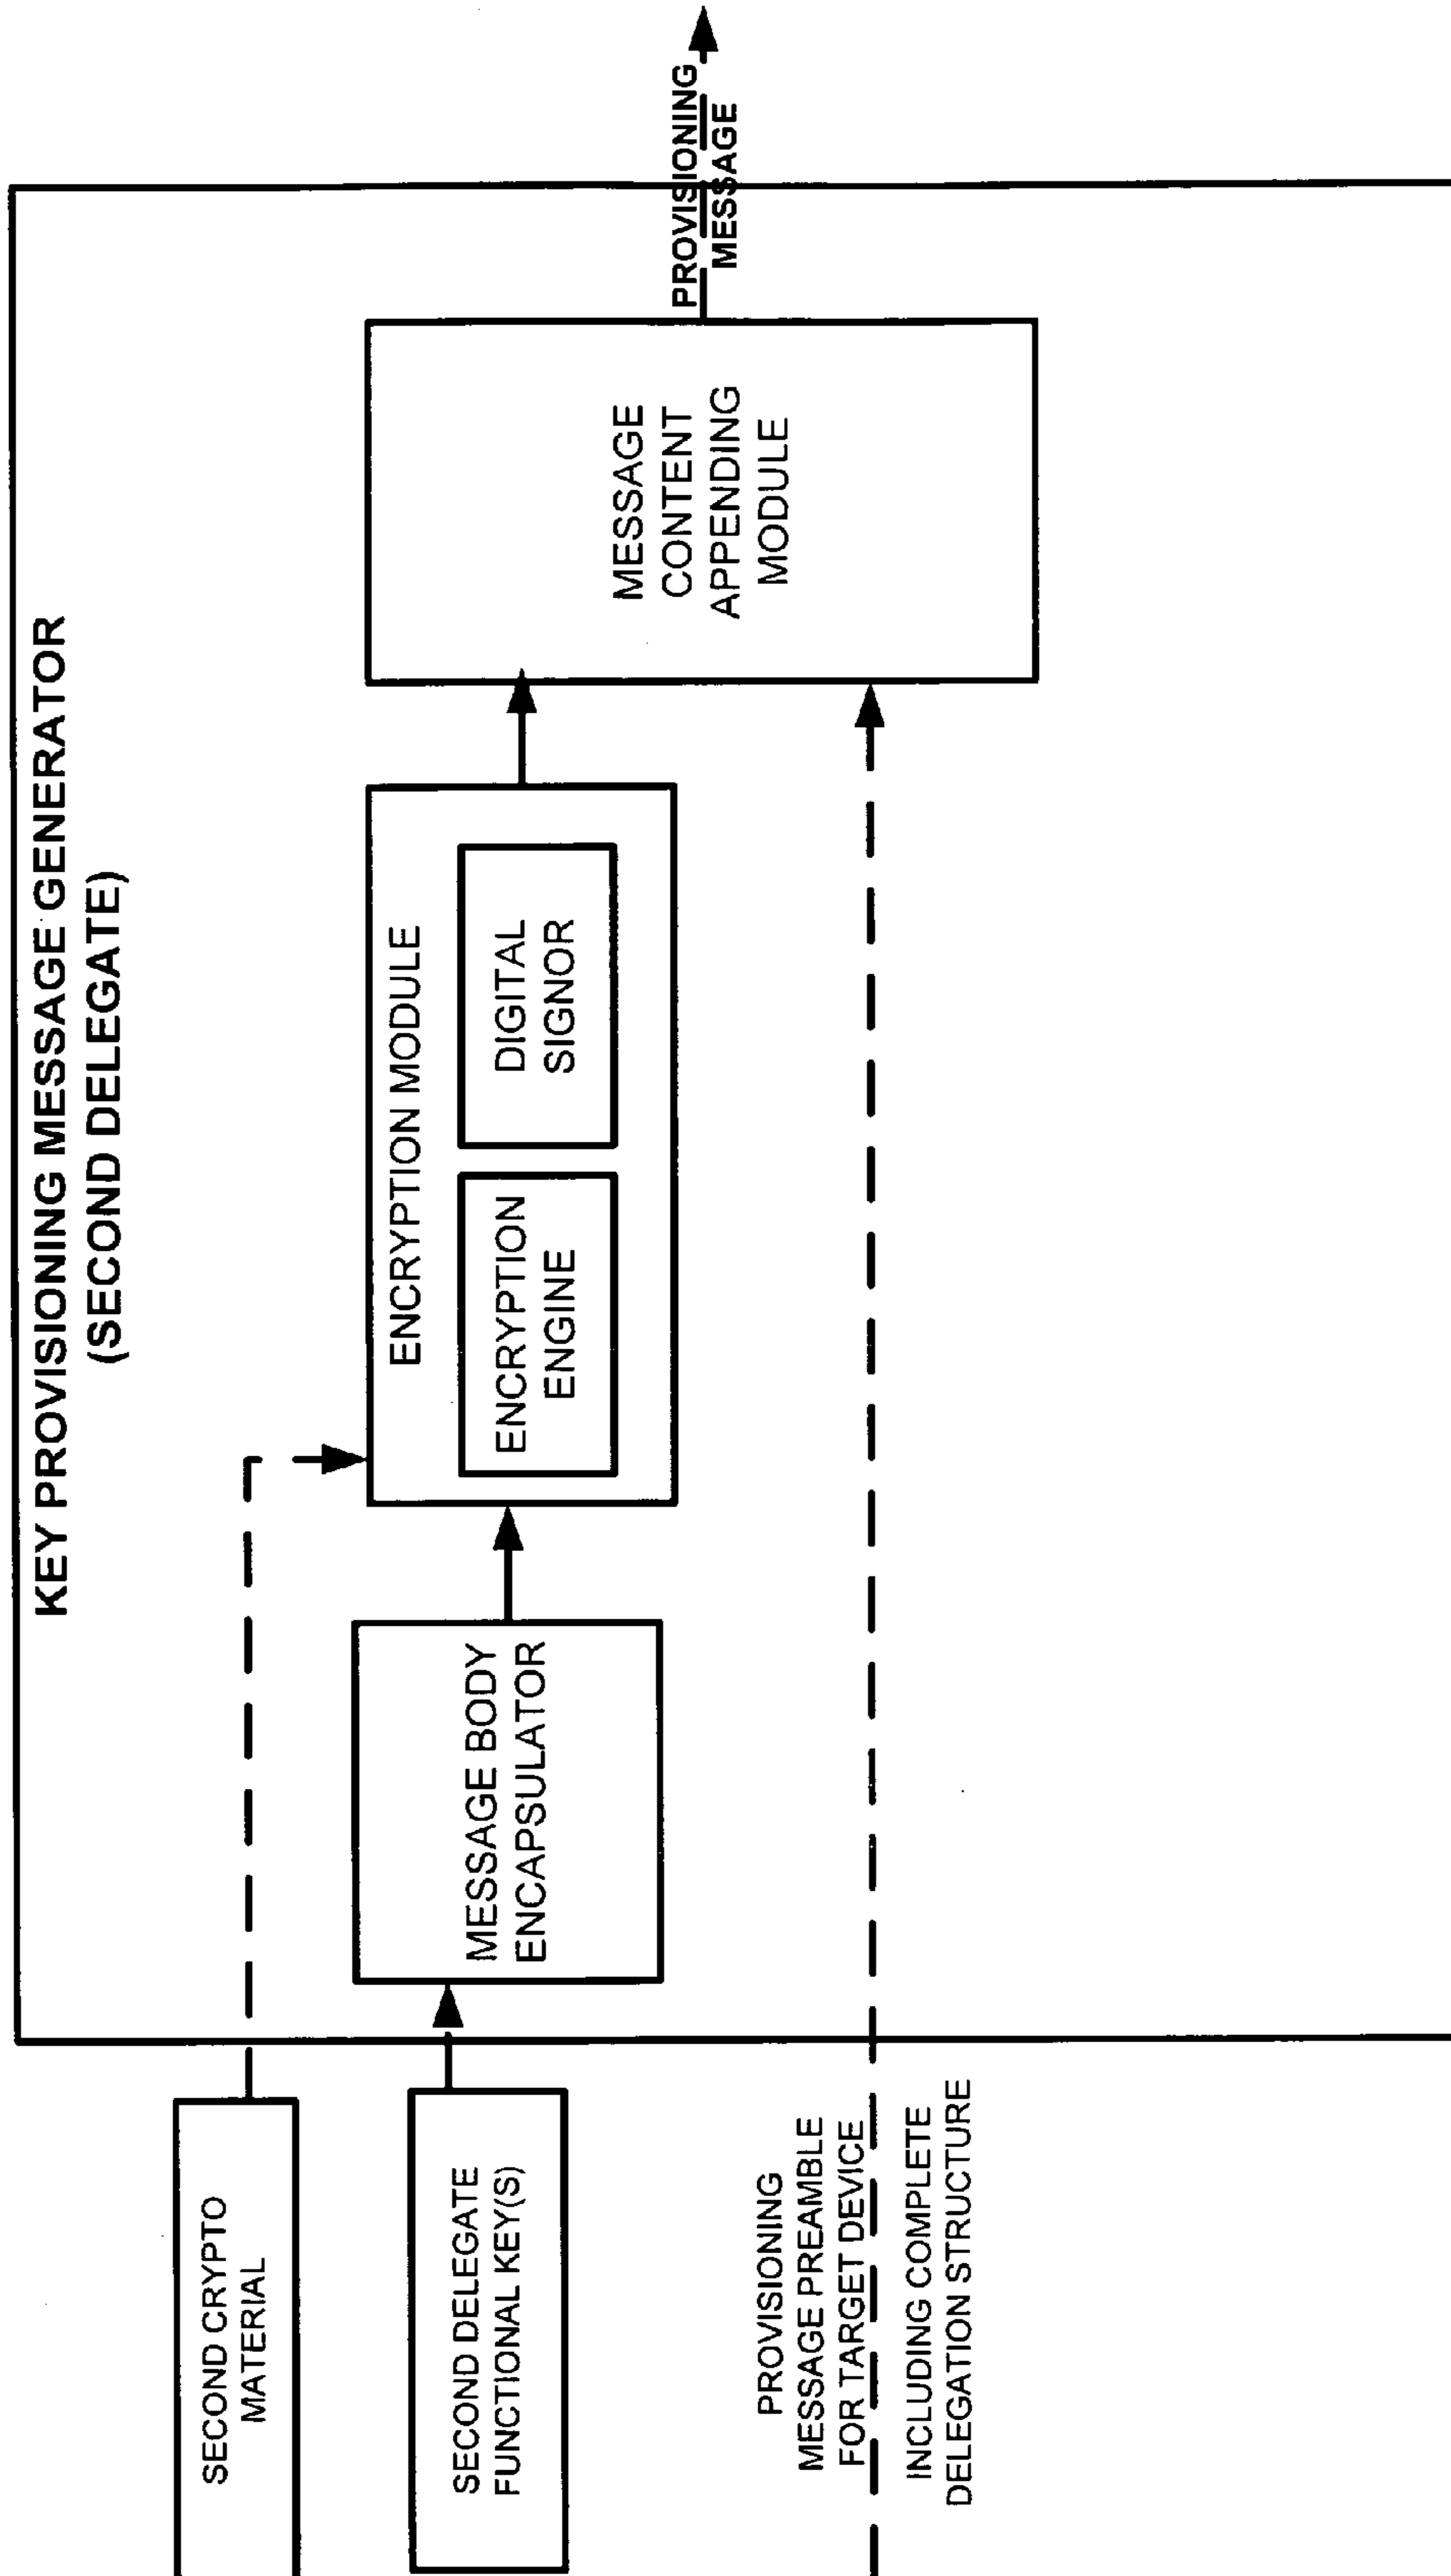 KEY PROVISIONING MESSAGE GENERATOR
(SECOND DELEGATE)
SECOND CRYPTO
MATERIAL
SECOND DELEGATE
FUNCTIONAL KEY(S)
MESSAGE BODY
ENCAPSULATOR
ENCRYPTION MODULE
ENCRYPTION
ENGINE
DIGITAL
SIGNOR
MESSAGE
CONTENT
APPENDING
MODULE
PROVISIONING
MESSAGE
PROVISIONING
MESSAGE PREAMBLE
FOR TARGET DEVICE
INCLUDING COMPLETE
DELEGATION STRUCTURE